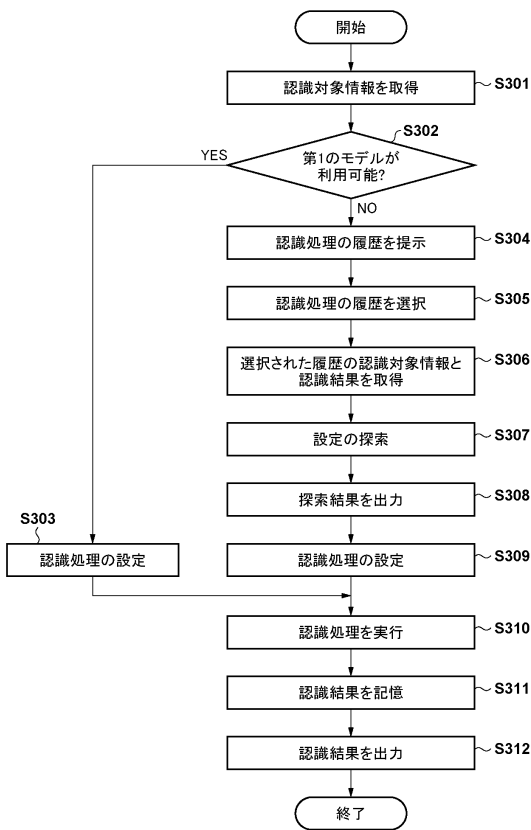 開始
認識対象情報を取得
S301
S302
第1のモデルが
利用可能?
YES
NO
認識処理の履歴を提示
S304
認識処理の履歴を選択
S305
選択された履歴の認識対象情報と
認識結果を取得
S306
設定の探索
S307
探索結果を出力
S308
S303
認識処理の設定
認識処理の設定
S309
認識処理を実行
S310
認識結果を記憶
S311
認識結果を出力
S312
終了